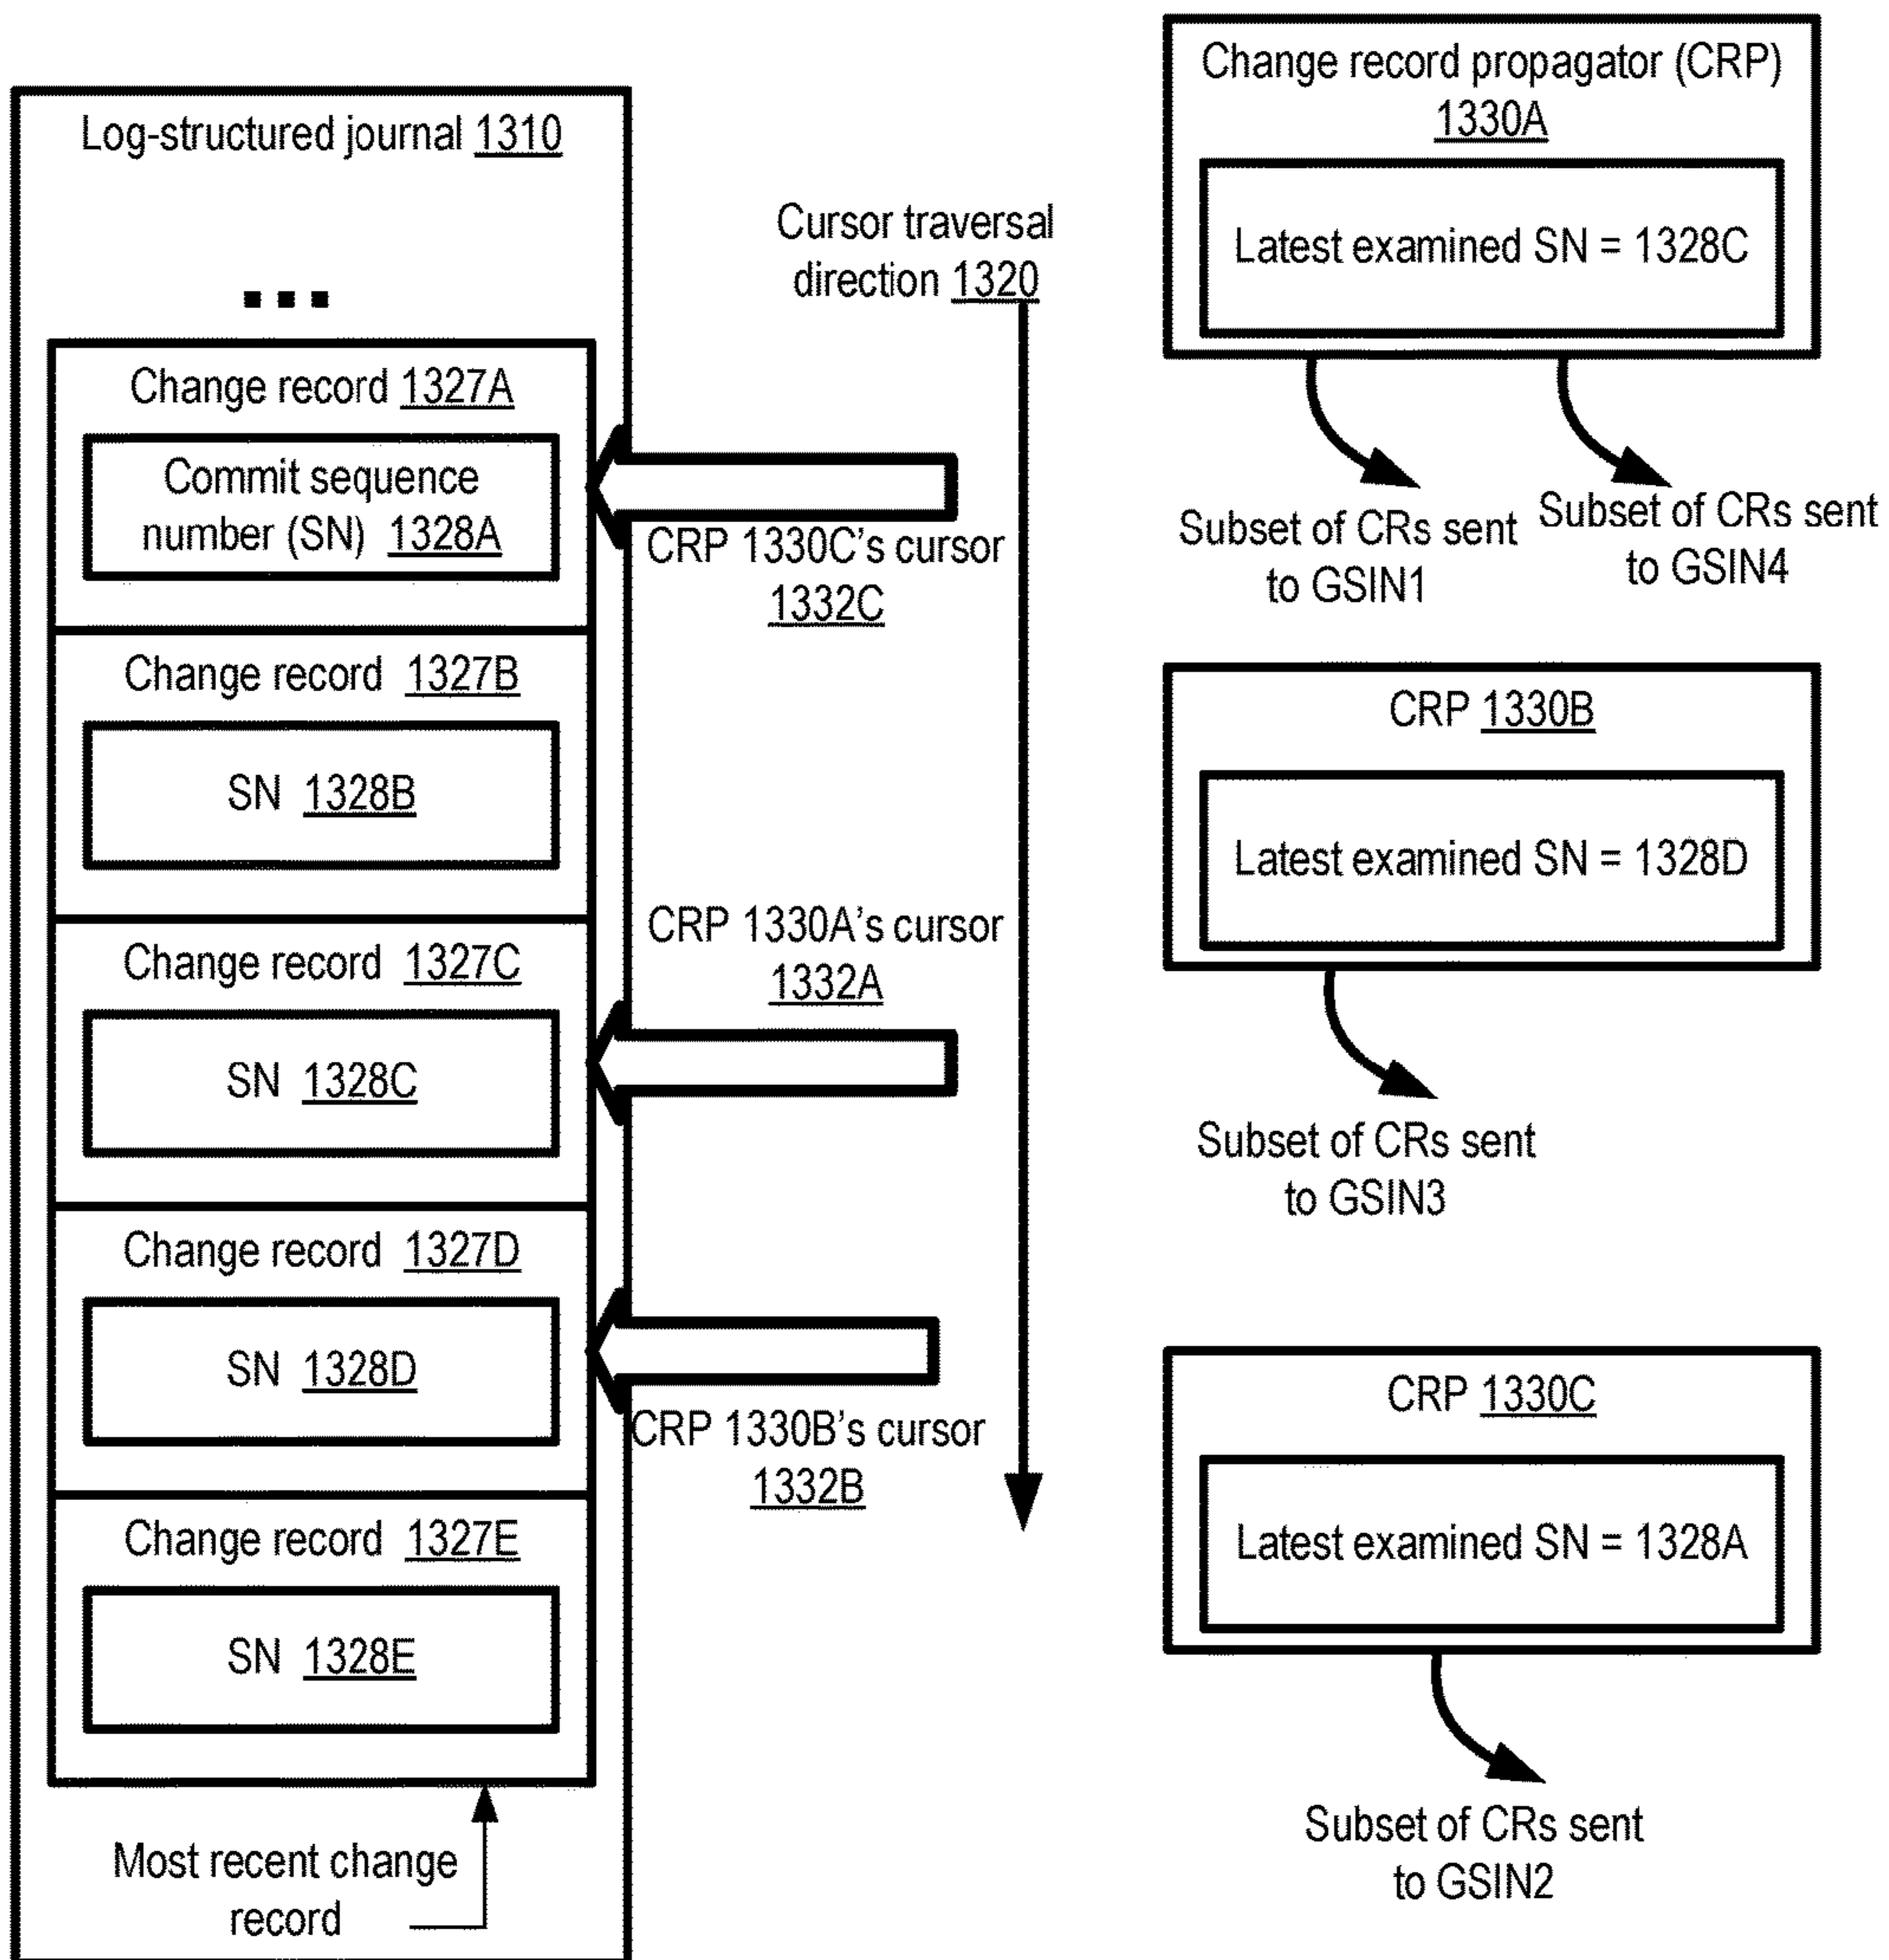 Log-structured journal 1310
...
Change record 1327A
Commit sequence
number (SN) 1328A
Change record 1327B
SN 1328B
Change record 1327C
SN 1328C
Change record 1327D
SN 1328D
Change record 1327E
SN 1328E
Most recent change
record
Cursor traversal
direction 1320
CRP 1330C's cursor
1332C
CRP 1330A's cursor
1332A
CRP 1330B's cursor
1332B
Change record propagator (CRP)
1330A
Latest examined SN = 1328C
Subset of CRs sent
to GSIN1
Subset of CRs sent
to GSIN4
CRP 1330B
Latest examined SN = 1328D
Subset of CRs sent
to GSIN3
CRP 1330C
Latest examined SN = 1328A
Subset of CRs sent
to GSIN2